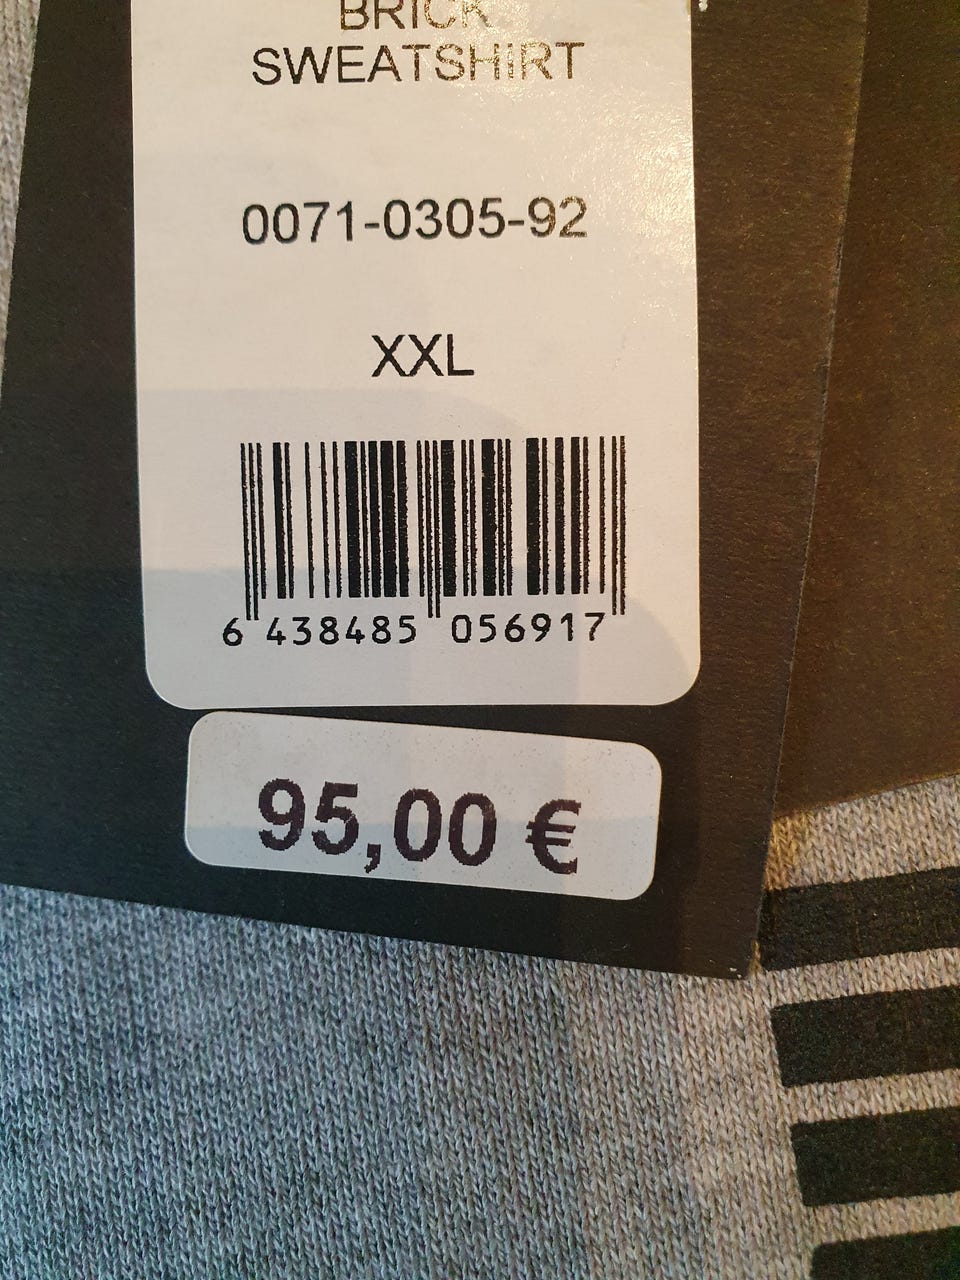 BRICK
SWEATSHIRT
0071-0305-92
XXL
6 438485 056917
95,00 €